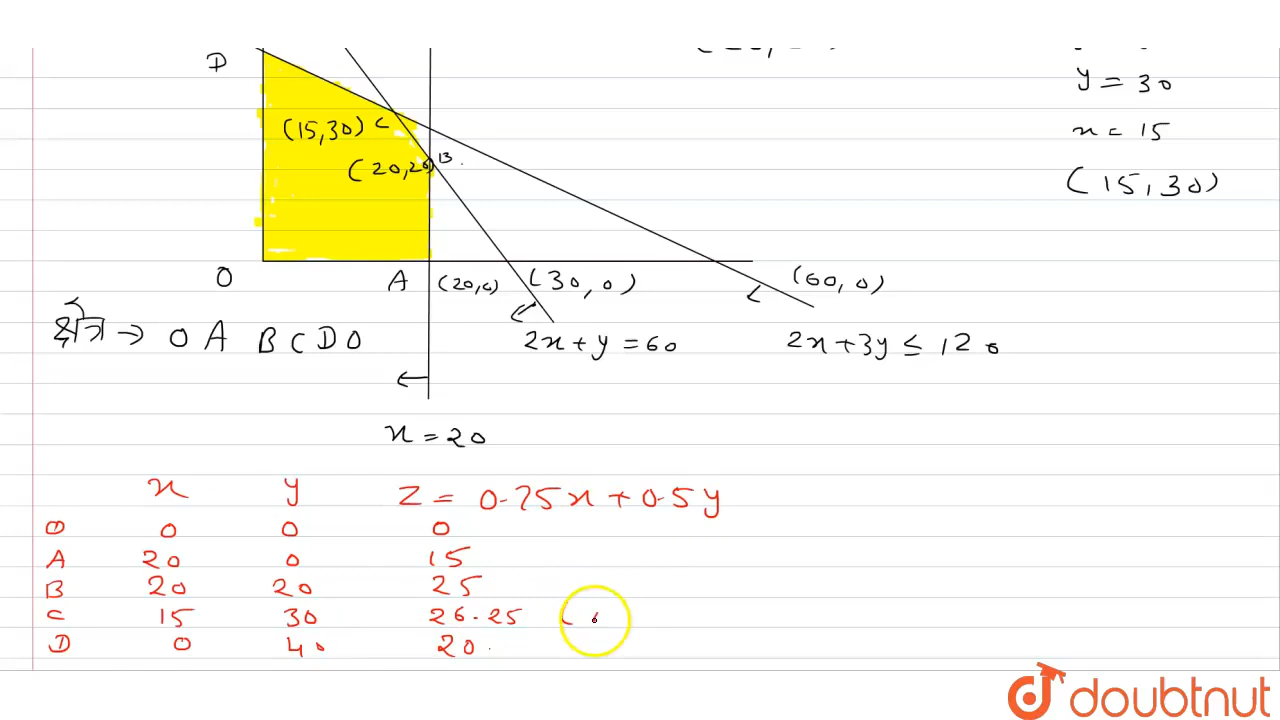 D
y = 30
(15,30) C
x = 15
(20,20) B
(15,30)
O
A
(20,0)
(30,0)
(60,0)
क्षेत्र → O A B C D O
2x+y=60
2x+3y ≤ 120
x = 20
x y Z = 0.75x + 0.5y
O 0 0 0
A 20 0 15
B 20 20 25
C 15 30 26.25 (
D 0 40 20.
doubtnut